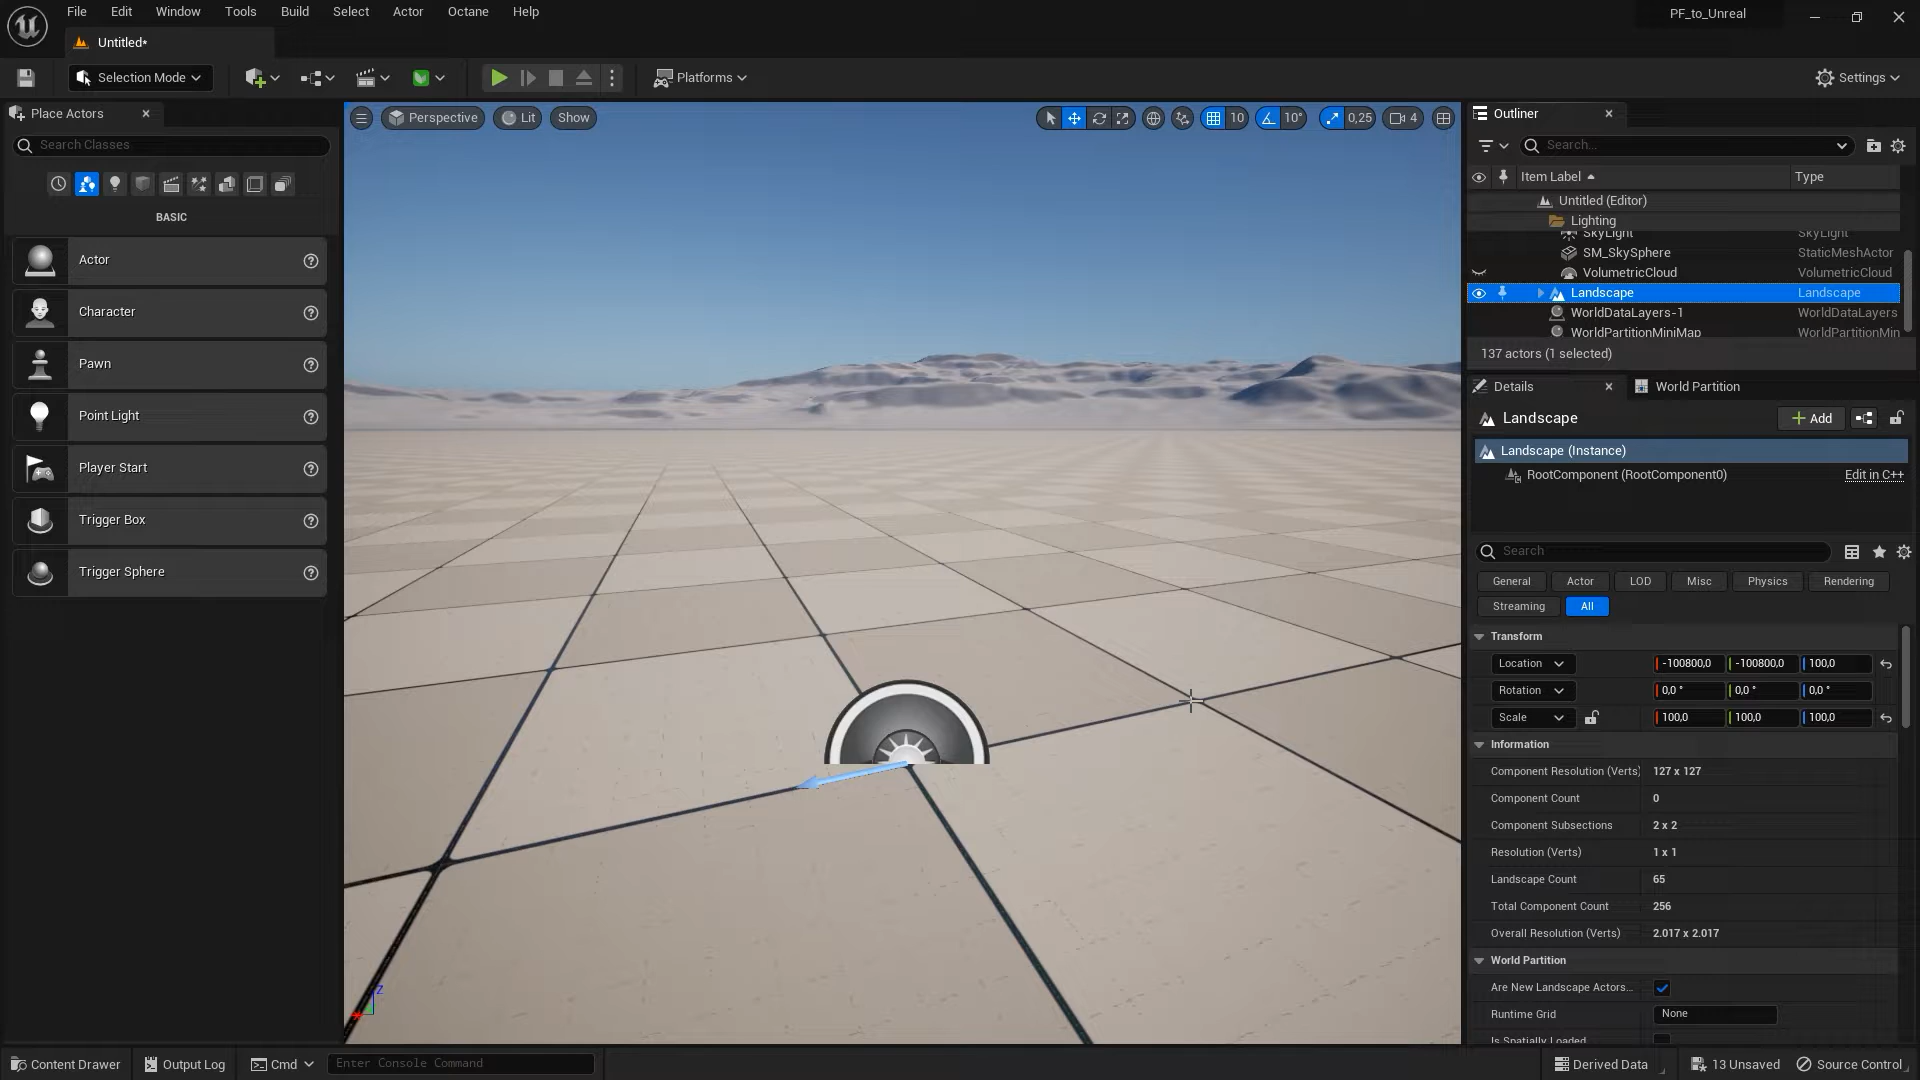 File Edit Window Tools Build Select Actor Octane Help
PF_to_Unreal
Untitled*
Selection Mode
Platforms
Settings
Place Actors
Search Classes
BASIC
Actor
Character
Pawn
Point Light
Player Start
Trigger Box
Trigger Sphere
Perspective Lit Show
10 10° 0,25 4
Z
Outliner
Search...
Item Label Type
Untitled (Editor)
Lighting
SkyLight SkyLight
SM_SkySphere StaticMeshActor
VolumetricCloud VolumetricCloud
Landscape Landscape
WorldDataLayers-1 WorldDataLayers
WorldPartitionMiniMap WorldPartitionMin
137 actors (1 selected)
Details World Partition
Landscape Add
Landscape (Instance)
RootComponent (RootComponent0) Edit in C++
Search
General Actor LOD Misc Physics Rendering
Streaming All
Transform
Location -100800,0 -100800,0 100,0
Rotation 0,0 ° 0,0 ° 0,0 °
Scale 100,0 100,0 100,0
Information
Component Resolution (Verts) 127 x 127
Component Count 0
Component Subsections 2 x 2
Resolution (Verts) 1 x 1
Landscape Count 65
Total Component Count 256
Overall Resolution (Verts) 2.017 x 2.017
World Partition
Are New Landscape Actors...
Runtime Grid None
Is Spatially Loaded
Content Drawer Output Log Cmd Enter Console Command
Derived Data 13 Unsaved Source Control